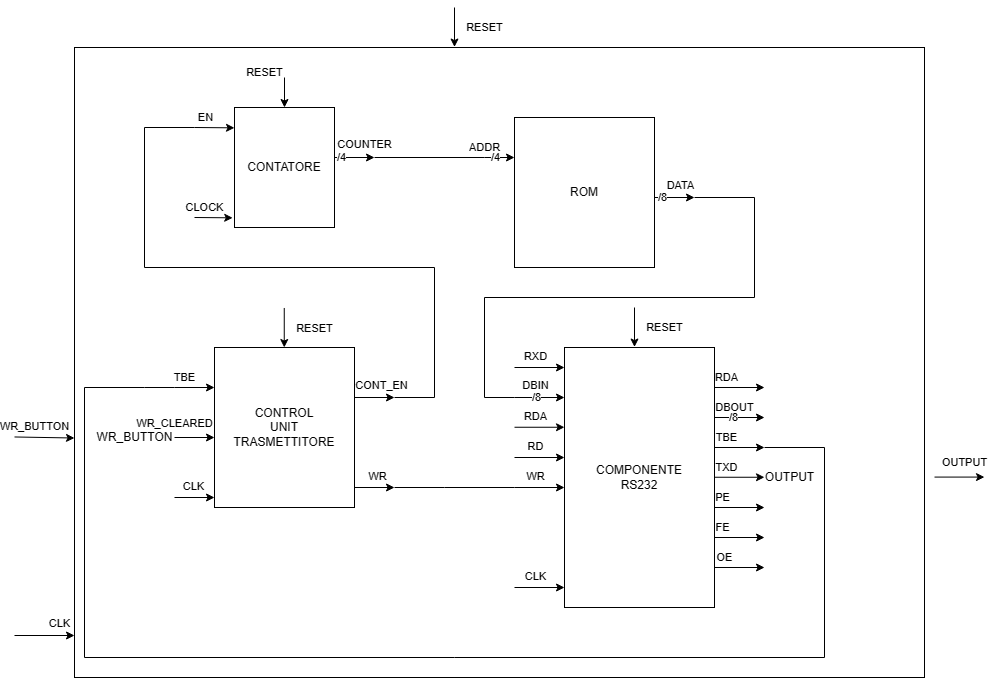 RESET
RESET
EN
CONTATORE
COUNTER
/4
CLOCK
ADDR
/4
ROM
DATA
/8
RESET
TBE
WR_CLEARED
WR_BUTTON
CLK
CONTROL
UNIT
TRASMETTITORE
CONT_EN
WR
RESET
RXD
DBIN
/8
RDA
RD
WR
CLK
COMPONENTE
RS232
RDA
DBOUT
/8
TBE
TXD
OUTPUT
PE
FE
OE
WR_BUTTON
CLK
OUTPUT